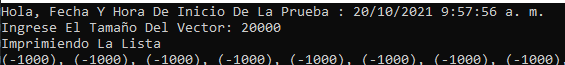 Hola, Fecha Y Hora De Inicio De La Prueba : 20/10/2021 9:57:56 a. m.
Ingrese El Tamaño Del Vector: 20000
Imprimiendo La Lista
(-1000), (-1000), (-1000), (-1000), (-1000), (-1000), (-1000), (-1000),